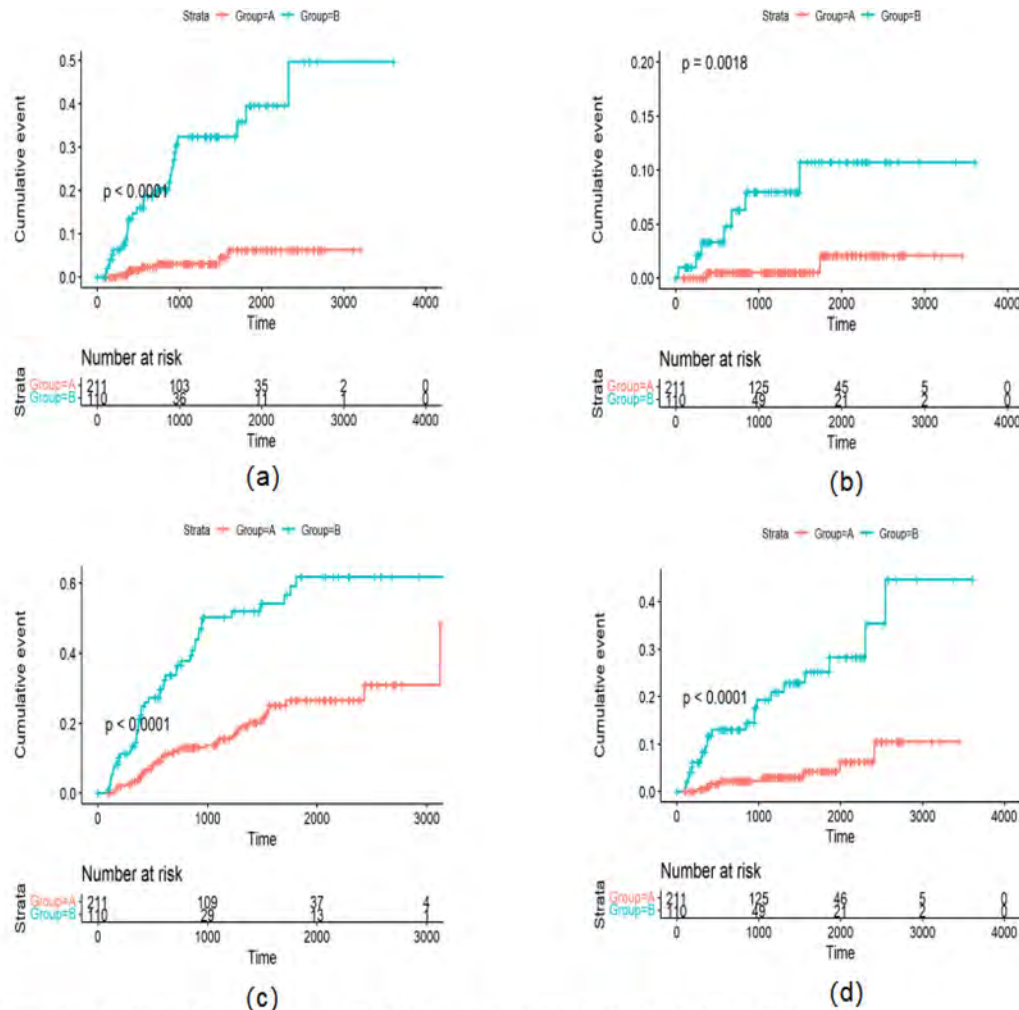 Strata Group=A Group=B
Cumulative event
0.5
0.4
0.3
0.2
0.1
0.0
p < 0.0001
0 1000 2000 3000 4000
Time
Number at risk
Strata
Group=A 211 103 35 2 0
Group=B 110 36 11 1 0
0 1000 2000 3000 4000
Time
(a)
Strata Group=A Group=B
Cumulative event
0.20
0.15
0.10
0.05
0.00
p = 0.0018
0 1000 2000 3000 4000
Time
Number at risk
Strata
Group=A 211 125 45 5 0
Group=B 110 49 21 2 0
0 1000 2000 3000 4000
Time
(b)
Strata Group=A Group=B
Cumulative event
0.6
0.4
0.2
0.0
p < 0.0001
0 1000 2000 3000
Time
Number at risk
Strata
Group=A 211 109 37 4
Group=B 110 29 13 1
0 1000 2000 3000
Time
(c)
Strata Group=A Group=B
Cumulative event
0.4
0.3
0.2
0.1
0.0
p < 0.0001
0 1000 2000 3000 4000
Time
Number at risk
Strata
Group=A 211 125 46 5 0
Group=B 110 49 21 2 0
0 1000 2000 3000 4000
Time
(d)